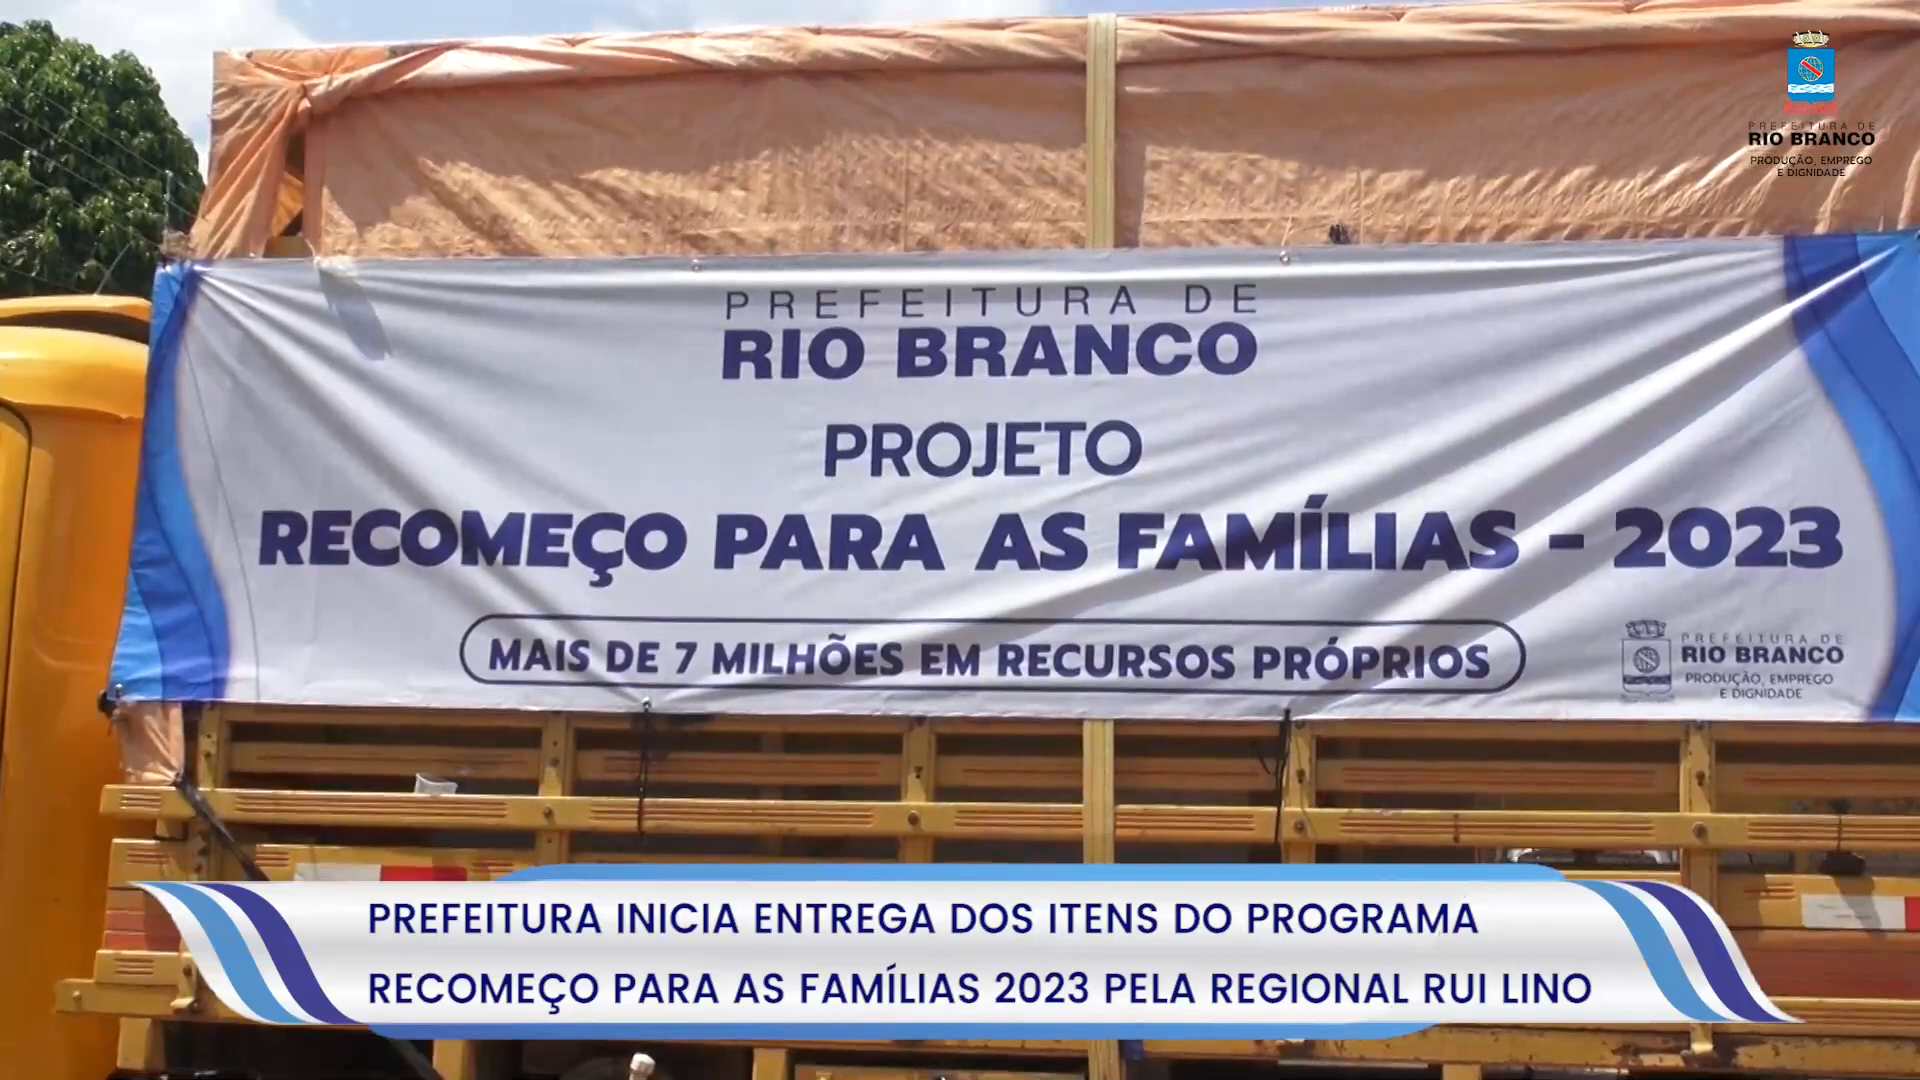 PREFEITURA DE
RIO BRANCO
PRODUÇÃO, EMPREGO
E DIGNIDADE
PREFEITURA DE
RIO BRANCO
PROJETO
RECOMEÇO PARA AS FAMÍLIAS - 2023
MAIS DE 7 MILHÕES EM RECURSOS PRÓPRIOS
PREFEITURA DE
RIO BRANCO
PRODUÇÃO, EMPREGO
E DIGNIDADE
PREFEITURA INICIA ENTREGA DOS ITENS DO PROGRAMA
RECOMEÇO PARA AS FAMÍLIAS 2023 PELA REGIONAL RUI LINO